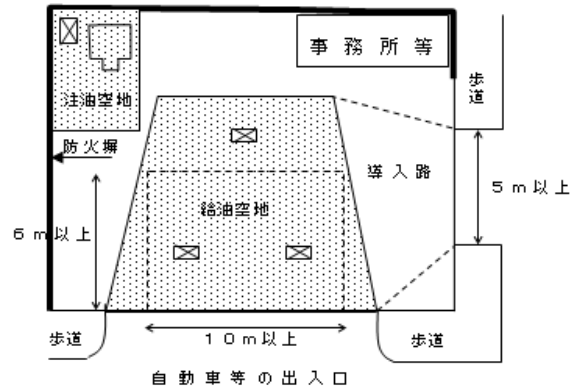 事務所等
歩道
注油空地
防火塀
導入路
5m以上
給油空地
6m以上
歩道
10m以上
歩道
自動車等の出入口